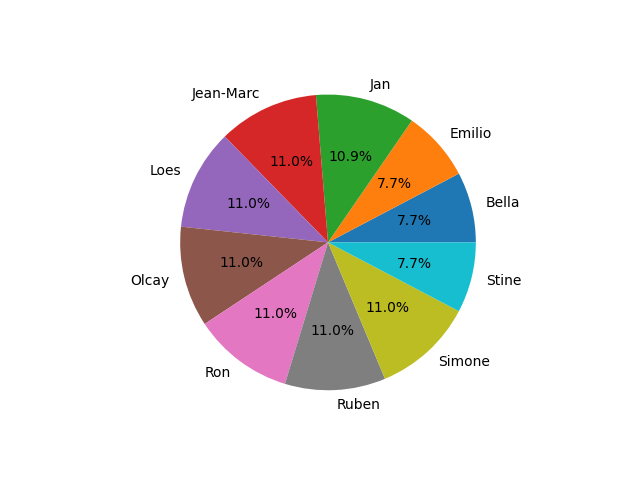 Jan
Jean-Marc
Emilio
10.9%
11.0%
Loes
7.7%
11.0%
Bella
7.7%
11.0%
7.7%
Olcay
Stine
11.0%
11.0%
11.0%
Simone
Ron
Ruben